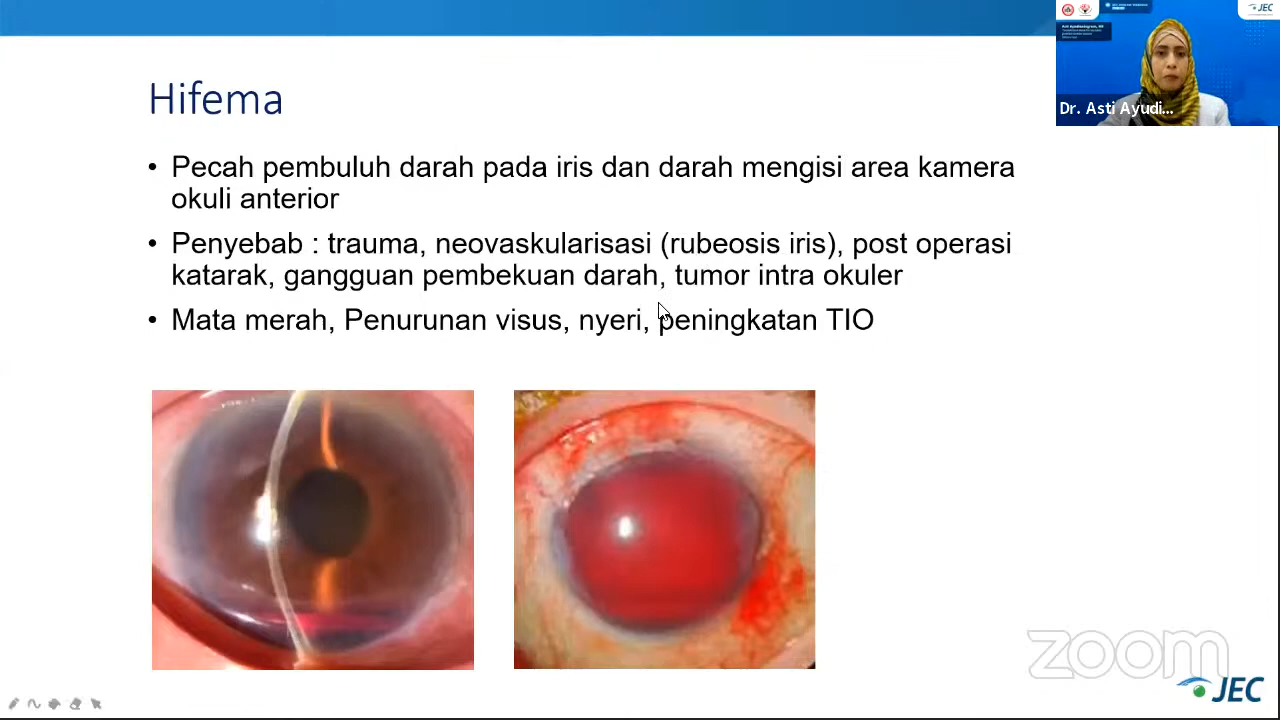 JEC
Dr. Asti Ayudi...
Hifema
• Pecah pembuluh darah pada iris dan darah mengisi area kamera
okuli anterior
• Penyebab : trauma, neovaskularisasi (rubeosis iris), post operasi
katarak, gangguan pembekuan darah, tumor intra okuler
• Mata merah, Penurunan visus, nyeri, peningkatan TIO
zoom
JEC